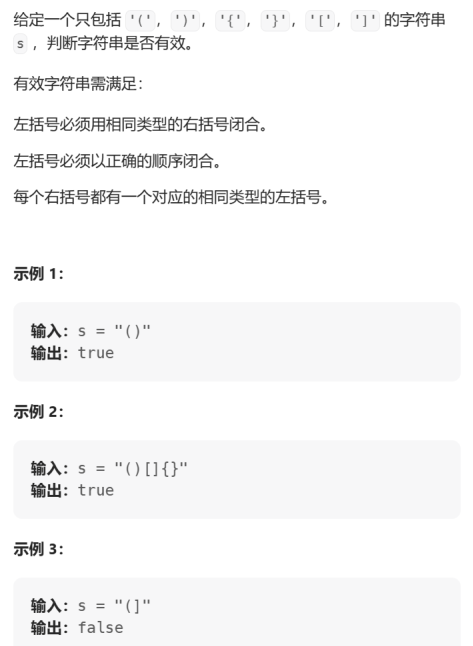 给定一个只包括 '(', ')', '{', '}', '[', ']' 的字符串
s ，判断字符串是否有效。
有效字符串需满足：
左括号必须用相同类型的右括号闭合。
左括号必须以正确的顺序闭合。
每个右括号都有一个对应的相同类型的左括号。
示例 1：
输入：s = "()"
输出：true
示例 2：
输入：s = "()[]{}"
输出：true
示例 3：
输入：s = "(]"
输出：false